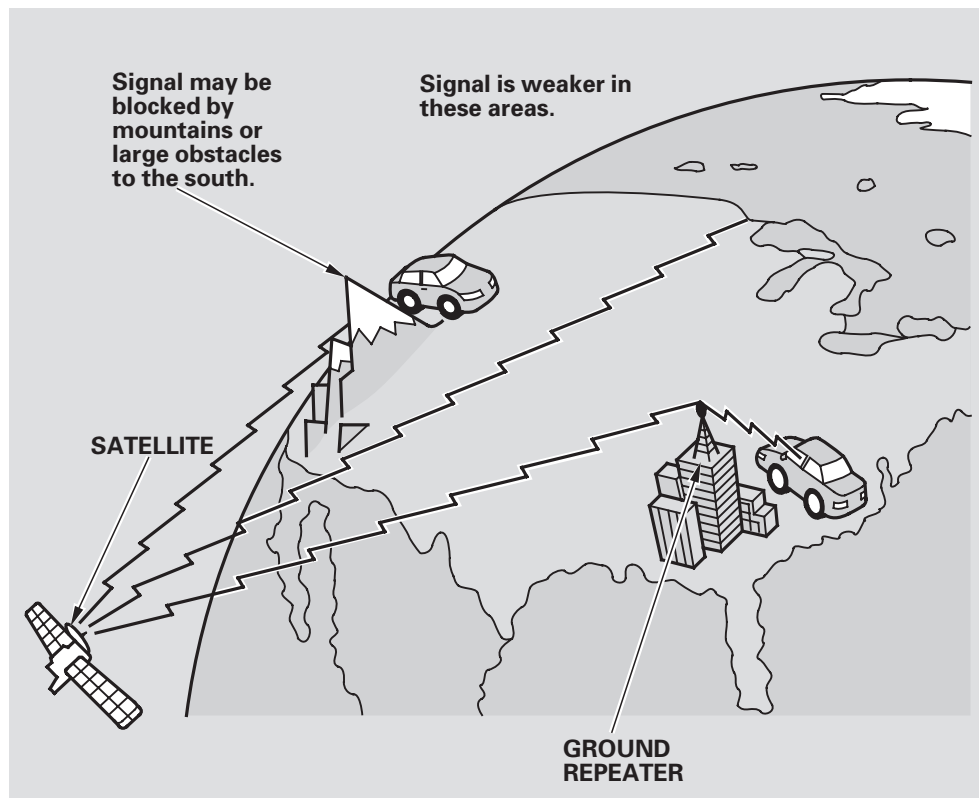 Signal may be
blocked by
mountains or
large obstacles
to the south.
Signal is weaker in
these areas.
SATELLITE
GROUND
REPEATER